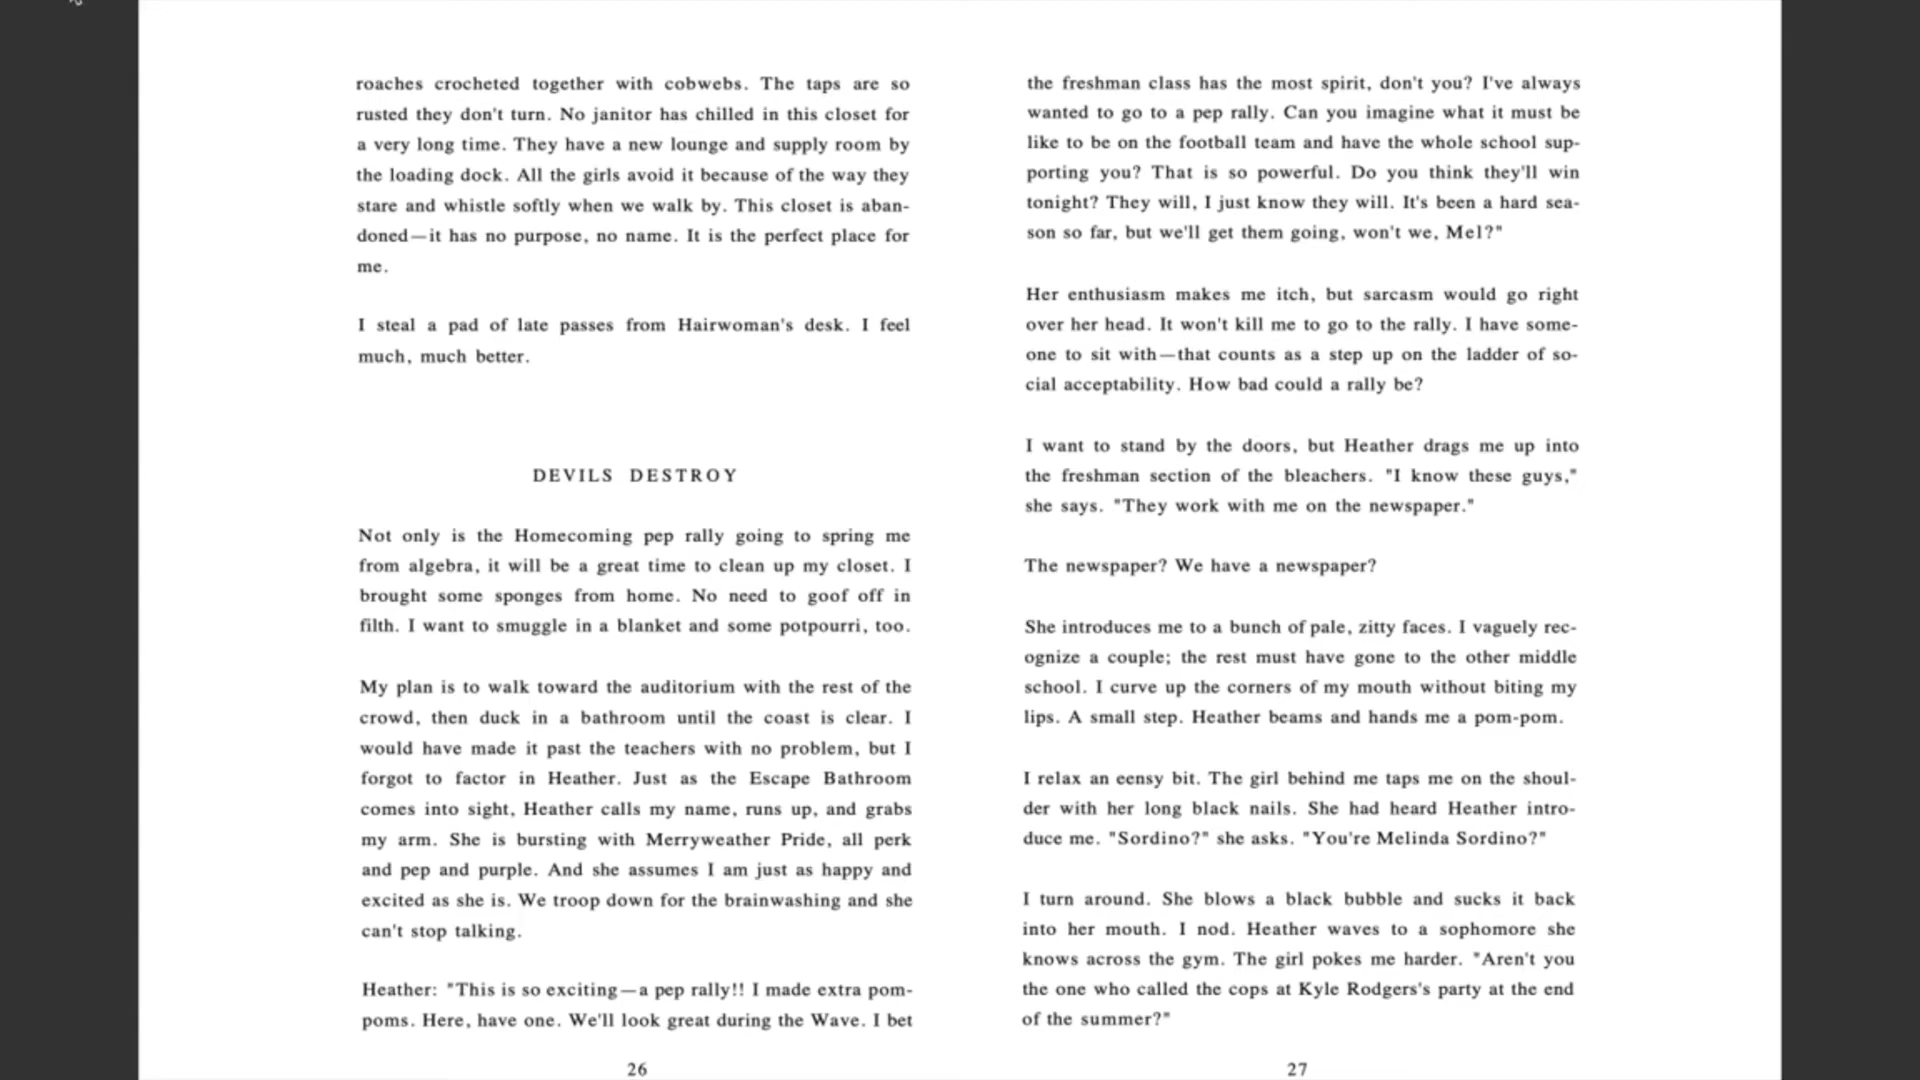 roaches crocheted together with cobwebs. The taps are so
rusted they don't turn. No janitor has chilled in this closet for
a very long time. They have a new lounge and supply room by
the loading dock. All the girls avoid it because of the way they
stare and whistle softly when we walk by. This closet is aban-
doned—it has no purpose, no name. It is the perfect place for
me.
I steal a pad of late passes from Hairwoman's desk. I feel
much, much better.
DEVILS DESTROY
Not only is the Homecoming pep rally going to spring me
from algebra, it will be a great time to clean up my closet. I
brought some sponges from home. No need to goof off in
filth. I want to smuggle in a blanket and some potpourri, too.
My plan is to walk toward the auditorium with the rest of the
crowd, then duck in a bathroom until the coast is clear. I
would have made it past the teachers with no problem, but I
forgot to factor in Heather. Just as the Escape Bathroom
comes into sight, Heather calls my name, runs up, and grabs
my arm. She is bursting with Merryweather Pride, all perk
and pep and purple. And she assumes I am just as happy and
excited as she is. We troop down for the brainwashing and she
can't stop talking.
Heather: "This is so exciting—a pep rally!! I made extra pom-
poms. Here, have one. We'll look great during the Wave. I bet
26
the freshman class has the most spirit, don't you? I've always
wanted to go to a pep rally. Can you imagine what it must be
like to be on the football team and have the whole school sup-
porting you? That is so powerful. Do you think they'll win
tonight? They will, I just know they will. It's been a hard sea-
son so far, but we'll get them going, won't we, Mel?"
Her enthusiasm makes me itch, but sarcasm would go right
over her head. It won't kill me to go to the rally. I have some-
one to sit with—that counts as a step up on the ladder of so-
cial acceptability. How bad could a rally be?
I want to stand by the doors, but Heather drags me up into
the freshman section of the bleachers. "I know these guys,"
she says. "They work with me on the newspaper."
The newspaper? We have a newspaper?
She introduces me to a bunch of pale, zitty faces. I vaguely rec-
ognize a couple; the rest must have gone to the other middle
school. I curve up the corners of my mouth without biting my
lips. A small step. Heather beams and hands me a pom-pom.
I relax an eensy bit. The girl behind me taps me on the shoul-
der with her long black nails. She had heard Heather intro-
duce me. "Sordino?" she asks. "You're Melinda Sordino?"
I turn around. She blows a black bubble and sucks it back
into her mouth. I nod. Heather waves to a sophomore she
knows across the gym. The girl pokes me harder. "Aren't you
the one who called the cops at Kyle Rodgers's party at the end
of the summer?"
27